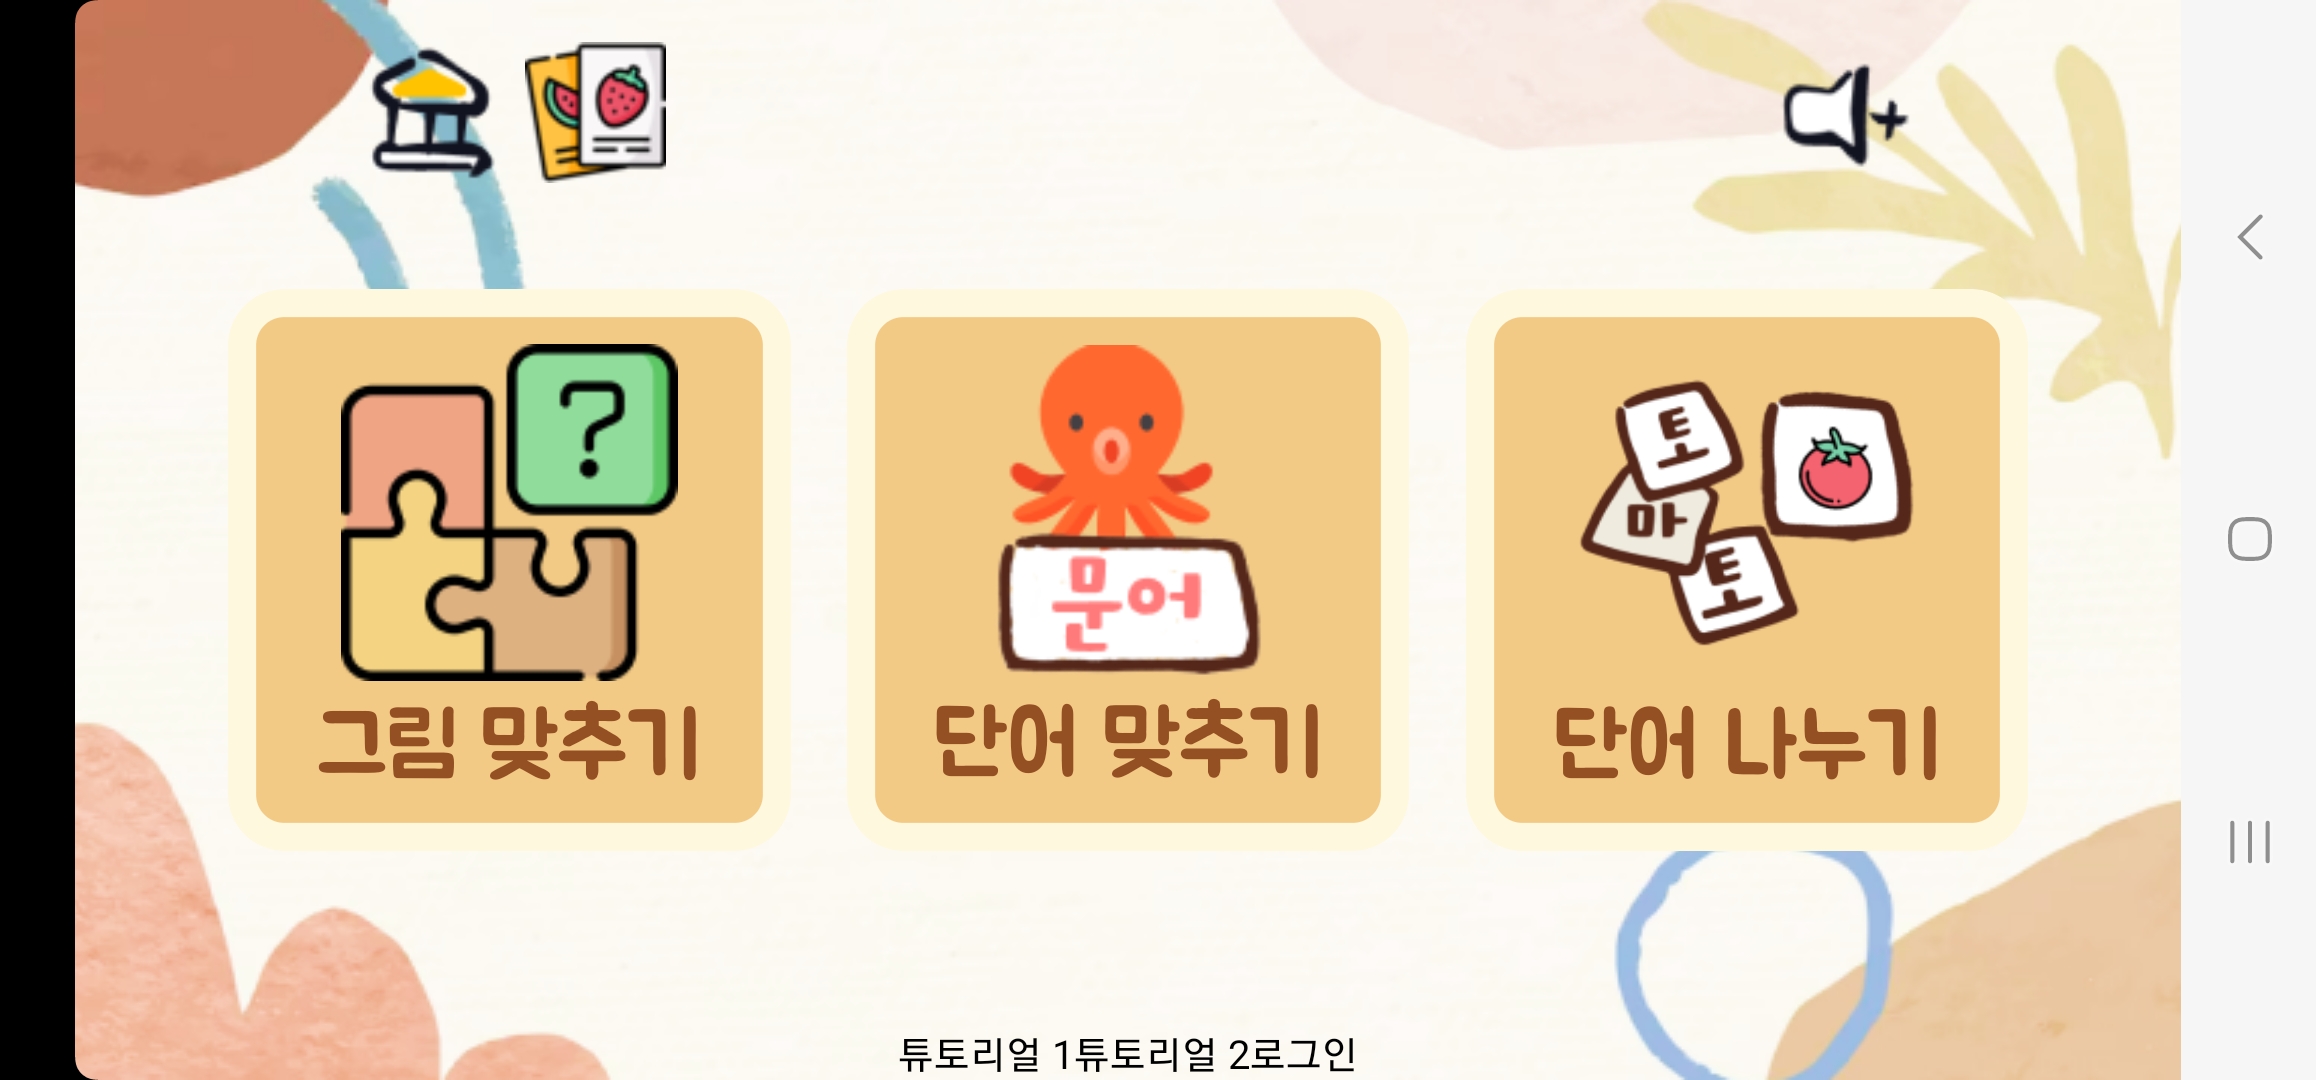 ?
문어
토
마
토
그림 맞추기
단어 맞추기
단어 나누기
튜토리얼 1튜토리얼 2로그인